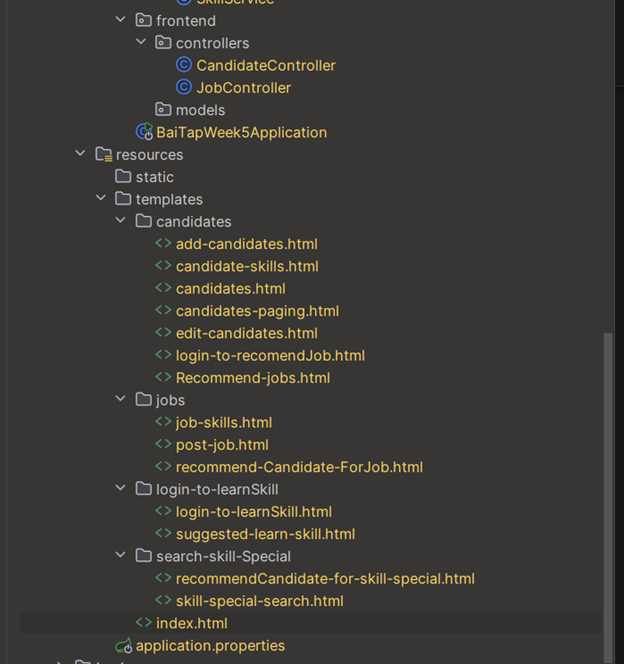 SkillService
frontend
controllers
CandidateController
JobController
models
BaiTapWeek5Application
resources
static
templates
candidates
add-candidates.html
candidate-skills.html
candidates.html
candidates-paging.html
edit-candidates.html
login-to-recomendJob.html
Recommend-jobs.html
jobs
job-skills.html
post-job.html
recommend-Candidate-ForJob.html
login-to-learnSkill
login-to-learnSkill.html
suggested-learn-skill.html
search-skill-Special
recommendCandidate-for-skill-special.html
skill-special-search.html
index.html
application.properties